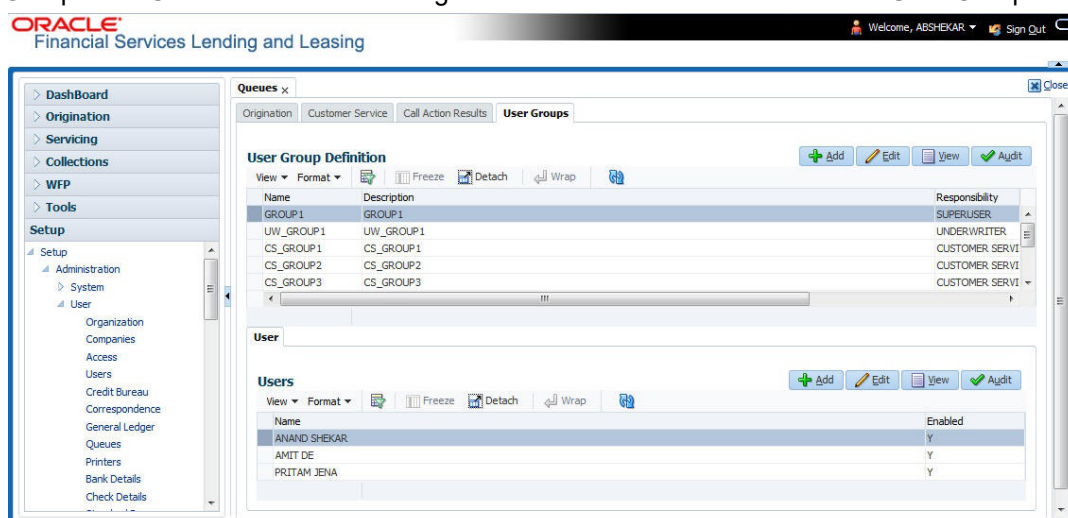 ORACLE
Financial Services Lending and Leasing
Welcome, ABSHEKAR
Sign Out
DashBoard
Origination
Servicing
Collections
WFP
Tools
Setup
Setup
Administration
System
User
Organization
Companies
Access
Users
Credit Bureau
Correspondence
General Ledger
Queues
Printers
Bank Details
Check Details
Queues
Close
Origination Customer Service Call Action Results User Groups
User Group Definition
Add Edit View Audit
View Format Freeze Detach Wrap
Name Description Responsibility
GROUP1 GROUP1 SUPERUSER
UW_GROUP1 UW_GROUP1 UNDERWRITER
CS_GROUP1 CS_GROUP1 CUSTOMER SERVI
CS_GROUP2 CS_GROUP2 CUSTOMER SERVI
CS_GROUP3 CS_GROUP3 CUSTOMER SERVI
User
Users
Add Edit View Audit
View Format Freeze Detach Wrap
Name Enabled
ANAND SHEKAR Y
AMIT DE Y
PRITAM JENA Y